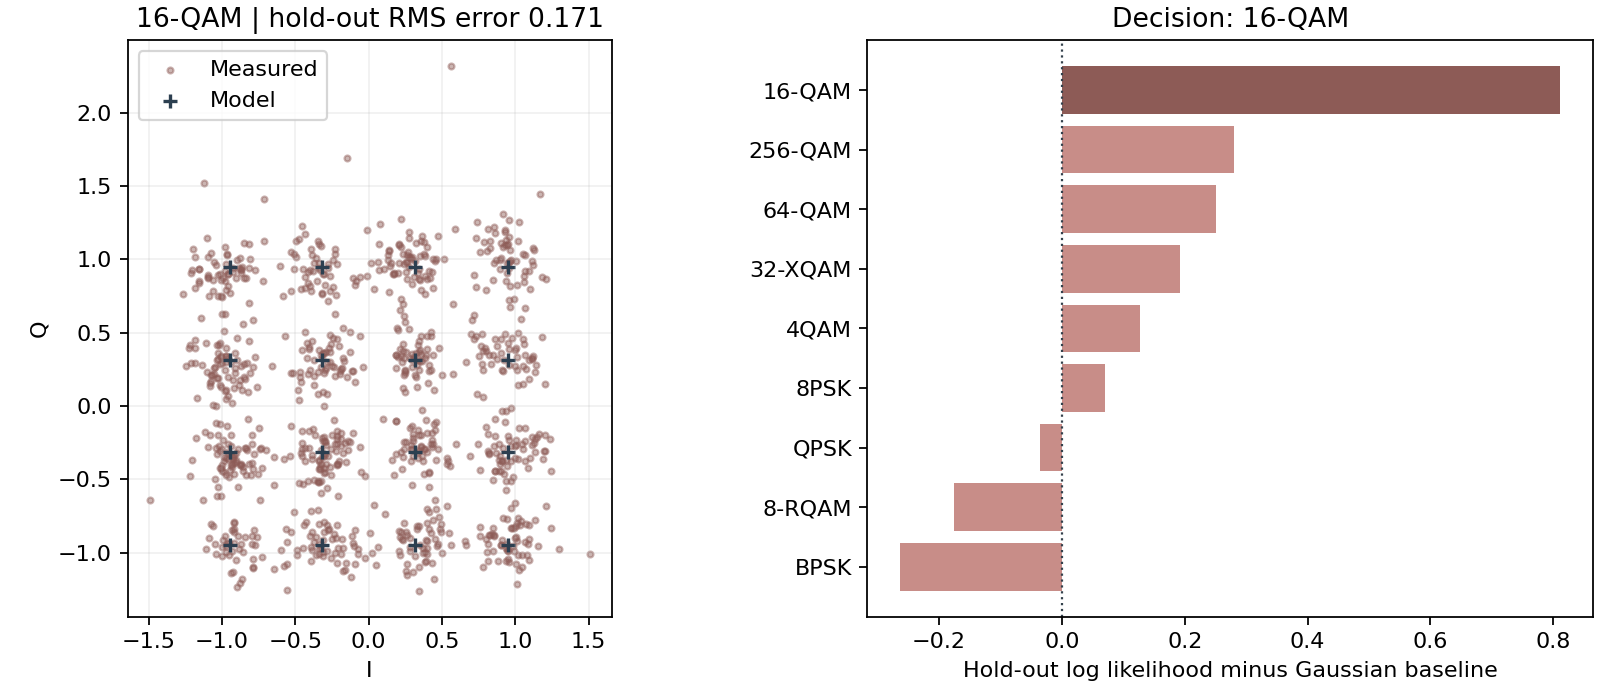 16-QAM | hold-out RMS error 0.171
Measured
Model
2.0
1.5
1.0
0.5
0.0
−0.5
−1.0
Q
−1.5 −1.0 −0.5 0.0 0.5 1.0 1.5
I
Decision: 16-QAM
16-QAM
256-QAM
64-QAM
32-XQAM
4QAM
8PSK
QPSK
8-RQAM
BPSK
−0.2 0.0 0.2 0.4 0.6 0.8
Hold-out log likelihood minus Gaussian baseline